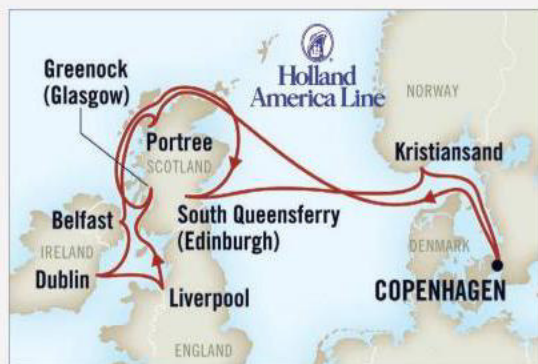 Holland
America Line
NORWAY
Greenock
(Glasgow)
Portree
SCOTLAND
Kristiansand
Belfast
South Queensferry
(Edinburgh)
IRELAND
DENMARK
Dublin
Liverpool
COPENHAGEN
ENGLAND